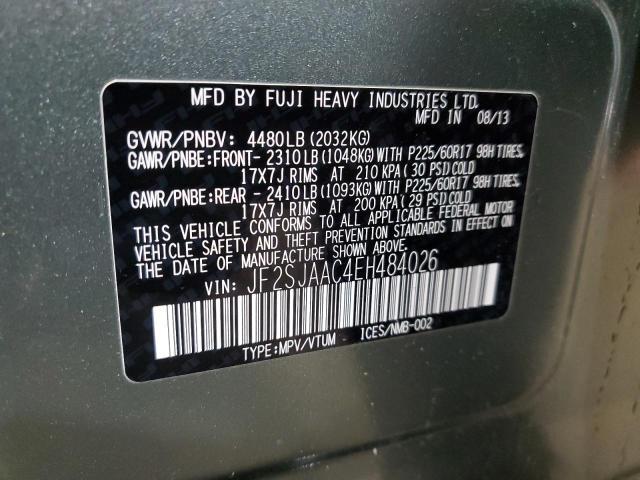 MFD BY FUJI HEAVY INDUSTRIES LTD.
MFD IN 08/13
GVWR/PNBV: 4480LB(2032KG)
GAWR/PNBE:FRONT- 2310LB(1048KG)WITH P225/60R17 98H TIRES,
17X7J RIMS AT 210 KPA(30 PSI)COLD
GAWR/PNBE:REAR - 2410LB(1093KG)WITH P225/60R17 98H TIRES,
17X7J RIMS AT 200 KPA(29 PSI)COLD
THIS VEHICLE CONFORMS TO ALL APPLICABLE FEDERAL MOTOR
VEHICLE SAFETY AND THEFT PREVENTION STANDARDS IN EFFECT ON
THE DATE OF MANUFACTURE SHOWN ABOVE.
VIN: JF2SJAAC4EH484026
TYPE:MPV/VTUM ICES/NMB-002